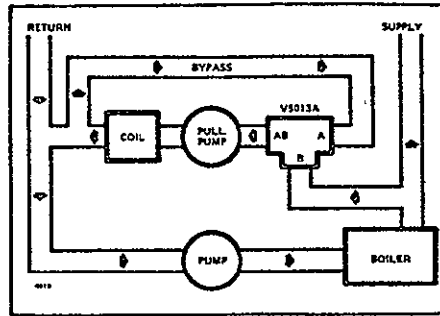 RETURN
SUPPLY
BYPASS
V5013A
COIL
PULL
PUMP
AB
A
B
PUMP
BOILER